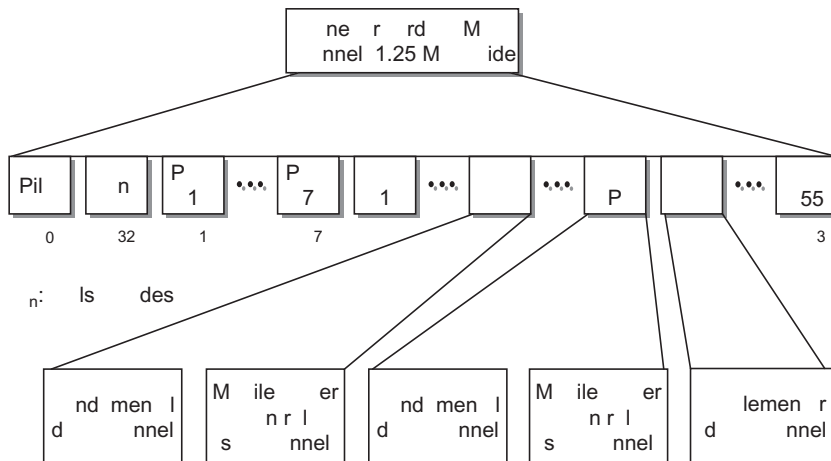 ne r rd M
nnel 1.25 M ide
Pil
n
P
1
P
7
1
P
55
0
32
1
7
3
n: ls des
nd men l
d nnel
M ile er
n r l
s nnel
nd men l
d nnel
M ile er
n r l
s nnel
lemen r
d nnel